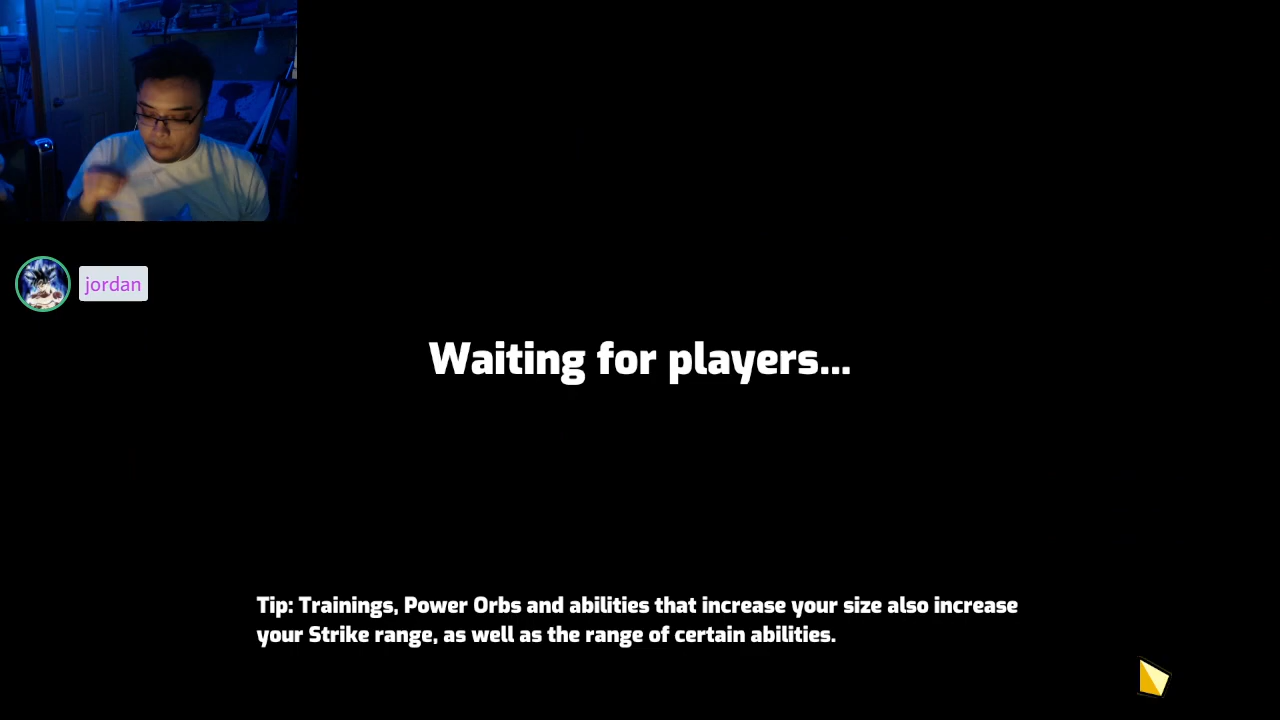 jordan
Waiting for players...
Tip: Trainings, Power Orbs and abilities that increase your size also increase
your Strike range, as well as the range of certain abilities.